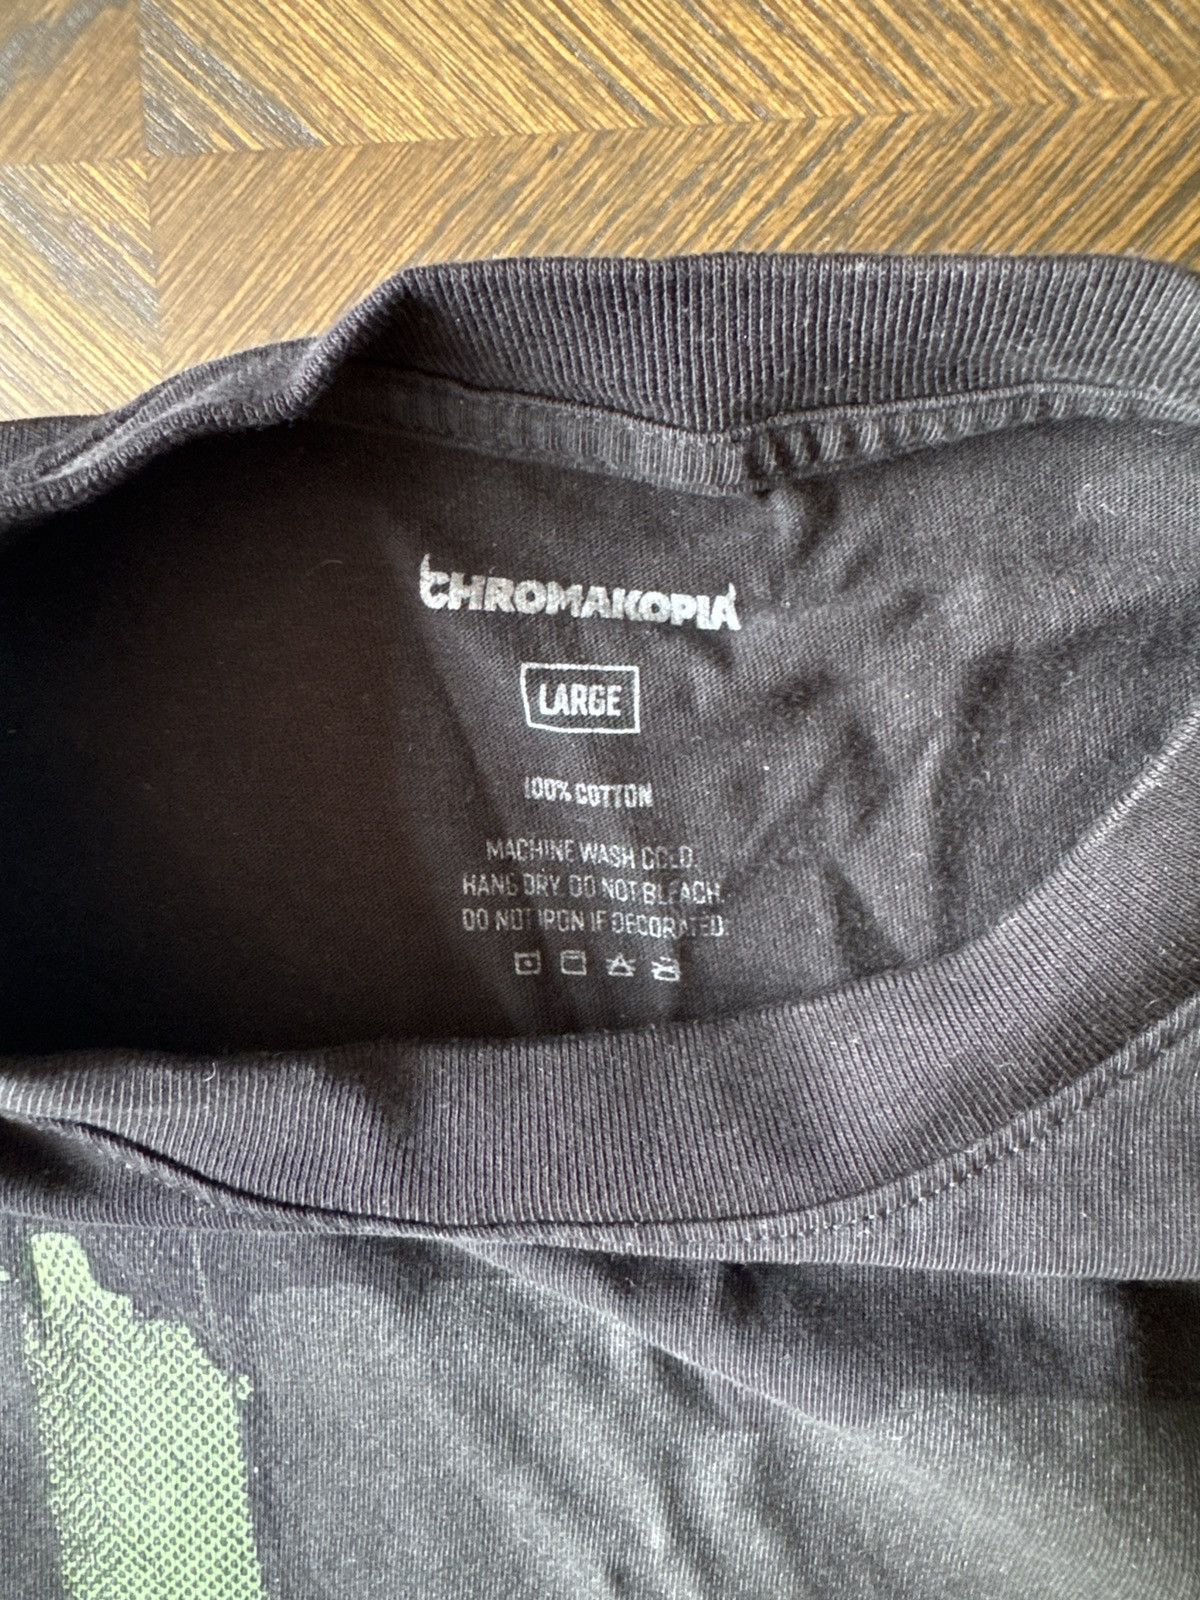 CHROMAKOPIA
LARGE
100% COTTON
MACHINE WASH COLD.
HANG DRY. DO NOT BLEACH.
DO NOT IRON IF DECORATED.